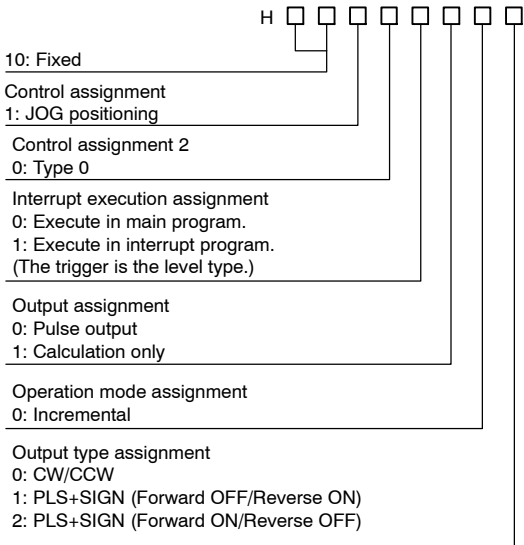 H □ □ □ □ □ □ □ □
10: Fixed
Control assignment
1: JOG positioning
Control assignment 2
0: Type 0
Interrupt execution assignment
0: Execute in main program.
1: Execute in interrupt program.
(The trigger is the level type.)
Output assignment
0: Pulse output
1: Calculation only
Operation mode assignment
0: Incremental
Output type assignment
0: CW/CCW
1: PLS+SIGN (Forward OFF/Reverse ON)
2: PLS+SIGN (Forward ON/Reverse OFF)